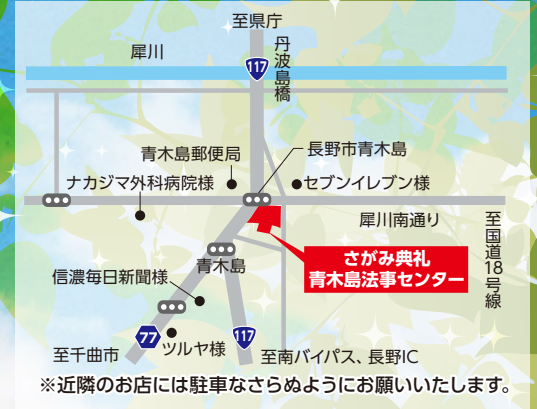 至県庁
犀川
丹波島橋
117
青木島郵便局
長野市青木島
ナカジマ外科病院様
セブンイレブン様
犀川南通り
至国道18号線
さがみ典礼
青木島法事センター
青木島
信濃毎日新聞様
77
ツルヤ様
117
至千曲市
至南バイパス、長野IC
※近隣のお店には駐車なさらぬようにお願いいたします。